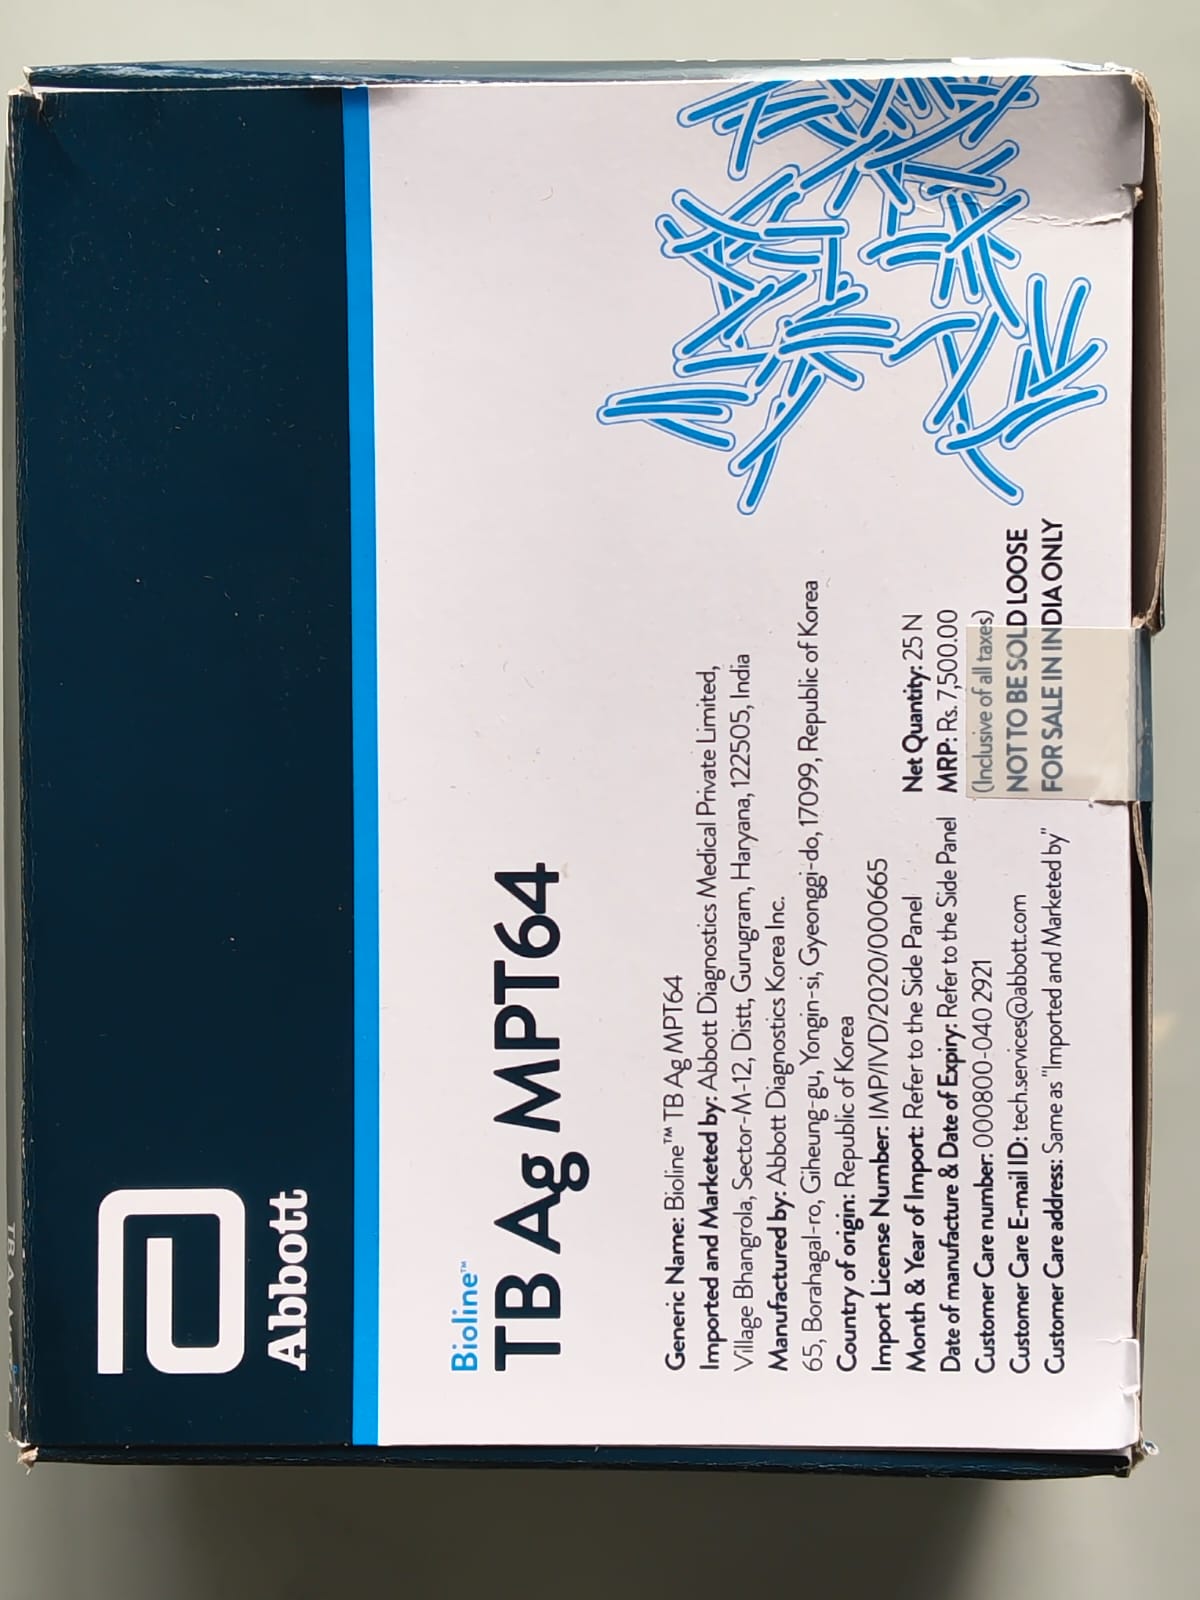 Abbott
Bioline™
TB Ag MPT64
Generic Name: Bioline™ TB Ag MPT64
Imported and Marketed by: Abbott Diagnostics Medical Private Limited,
Village Bhangrola, Sector-M-12, Distt, Gurugram, Haryana, 122505, India
Manufactured by: Abbott Diagnostics Korea Inc.
65, Borahagal-ro, Giheung-gu, Yongin-si, Gyeonggi-do, 17099, Republic of Korea
Country of origin: Republic of Korea
Import License Number: IMP/IVD/2020/000665
Month & Year of Import: Refer to the Side Panel
Date of manufacture & Date of Expiry: Refer to the Side Panel
Customer Care number: 000800-040 2921
Customer Care E-mail ID: tech.services@abbott.com
Customer Care address: Same as "Imported and Marketed by"
Net Quantity: 25 N
MRP: Rs. 7,500.00
(Inclusive of all taxes)
NOT TO BE SOLD LOOSE
FOR SALE IN INDIA ONLY